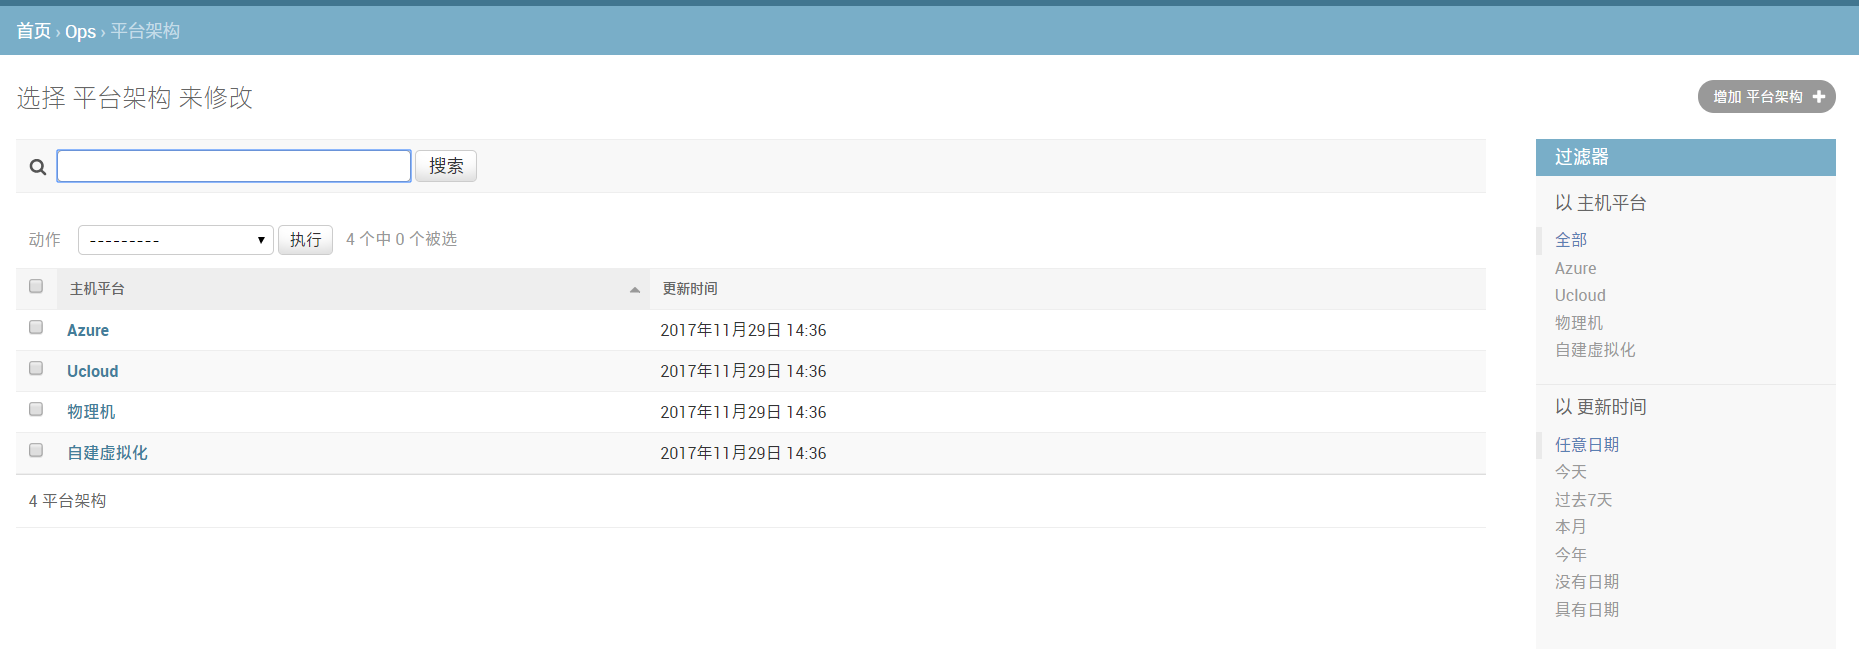 首页 › Ops › 平台架构
选择 平台架构 来修改
增加 平台架构
搜索
动作 --------- 执行 4 个中 0 个被选
主机平台 更新时间
Azure 2017年11月29日 14:36
Ucloud 2017年11月29日 14:36
物理机 2017年11月29日 14:36
自建虚拟化 2017年11月29日 14:36
4 平台架构
过滤器
以 主机平台
全部
Azure
Ucloud
物理机
自建虚拟化
以 更新时间
任意日期
今天
过去7天
本月
今年
没有日期
具有日期